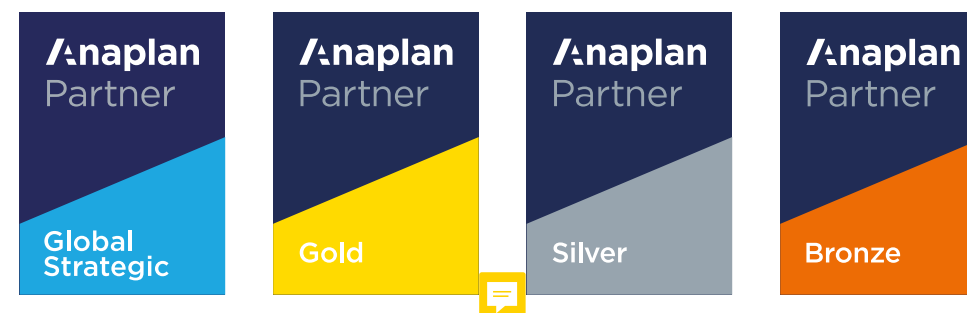 Anaplan
Partner
Global
Strategic
Anaplan
Partner
Gold
Anaplan
Partner
Silver
Anaplan
Partner
Bronze